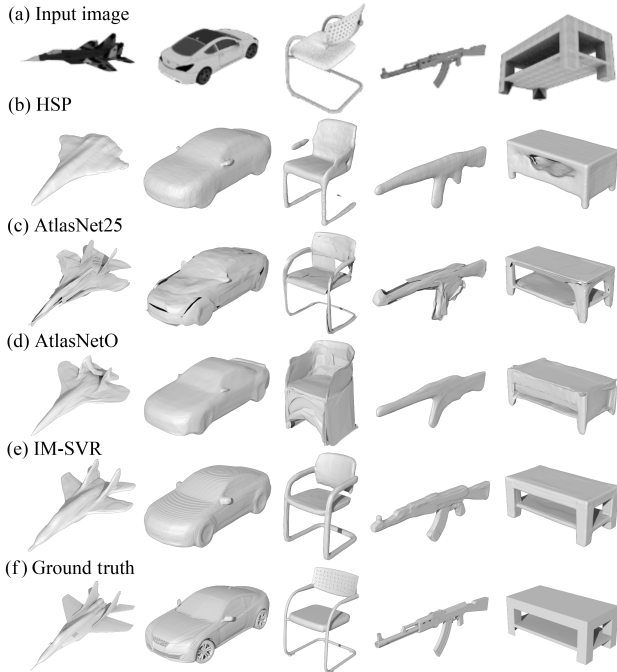 (a) Input image
(b) HSP
(c) AtlasNet25
(d) AtlasNetO
(e) IM-SVR
(f) Ground truth